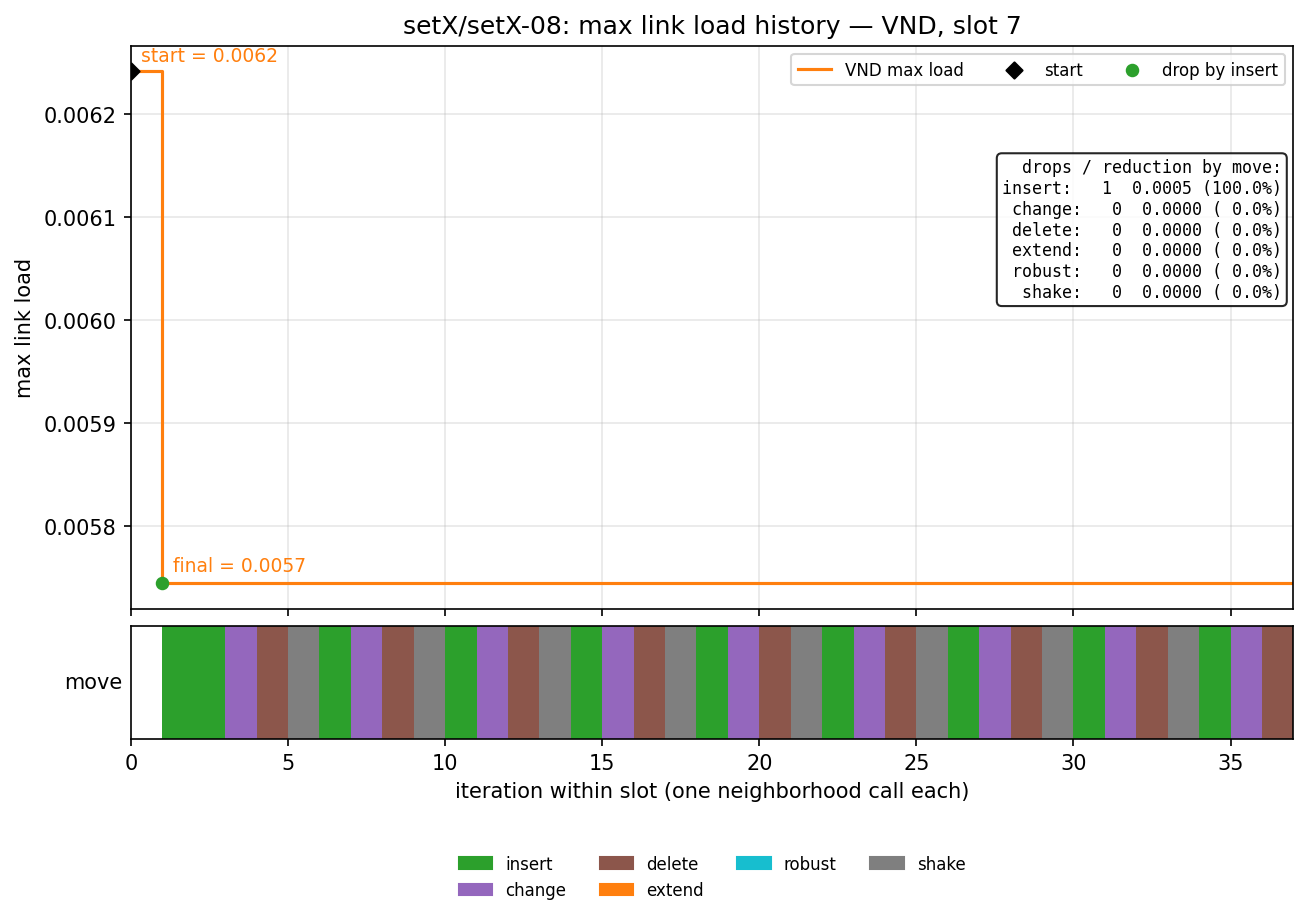 setX/setX-08: max link load history — VND, slot 7
start = 0.0062
VND max load start drop by insert
drops / reduction by move:
insert: 1 0.0005 (100.0%)
change: 0 0.0000 ( 0.0%)
delete: 0 0.0000 ( 0.0%)
extend: 0 0.0000 ( 0.0%)
robust: 0 0.0000 ( 0.0%)
shake: 0 0.0000 ( 0.0%)
0.0062
0.0061
0.0060
0.0059
0.0058
max link load
final = 0.0057
move
0 5 10 15 20 25 30 35
iteration within slot (one neighborhood call each)
insert delete robust shake
change extend